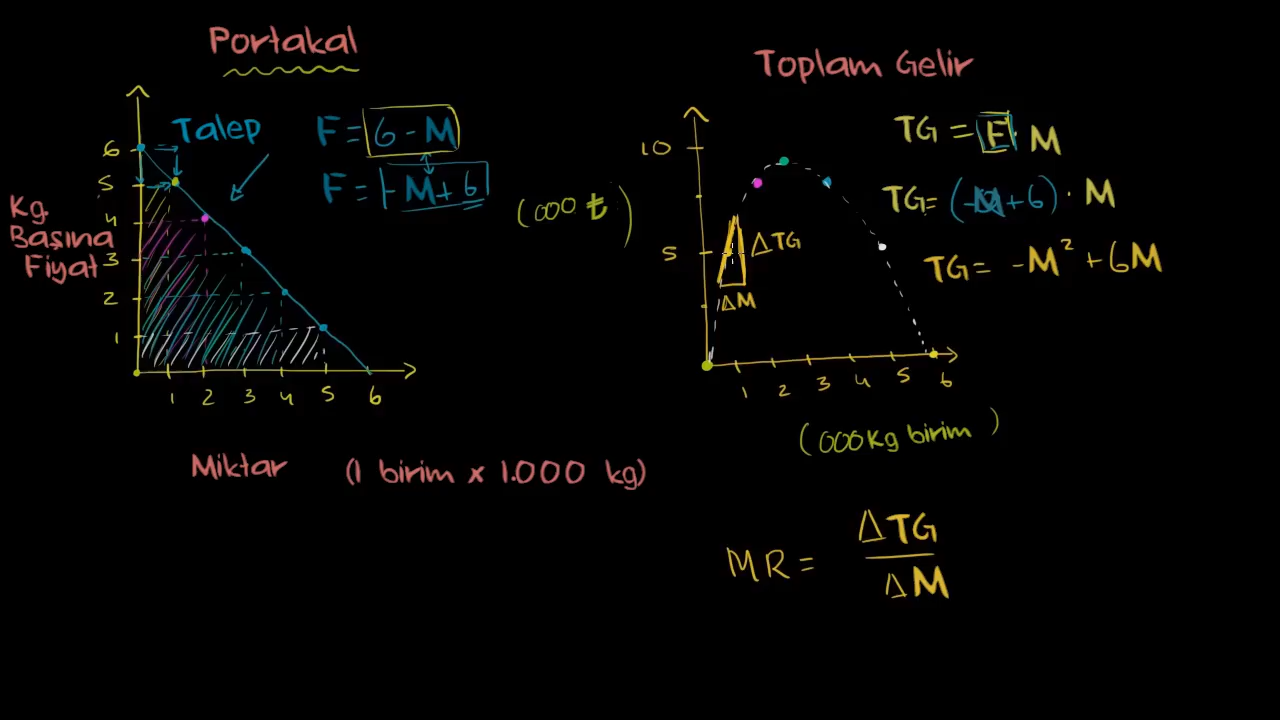 Portakal
Talep
F = 6 - M
F = -M + 6
Kg
Başına
Fiyat
6
5
4
3
2
1
1 2 3 4 5 6
Miktar (1 birim x 1.000 kg)
(000 ₺)
Toplam Gelir
TG = F · M
TG = (-M + 6) · M
TG = -M² + 6M
10
5
ΔTG
ΔM
1 2 3 4 5 6
(000 Kg birim)
MR = ΔTG
ΔM